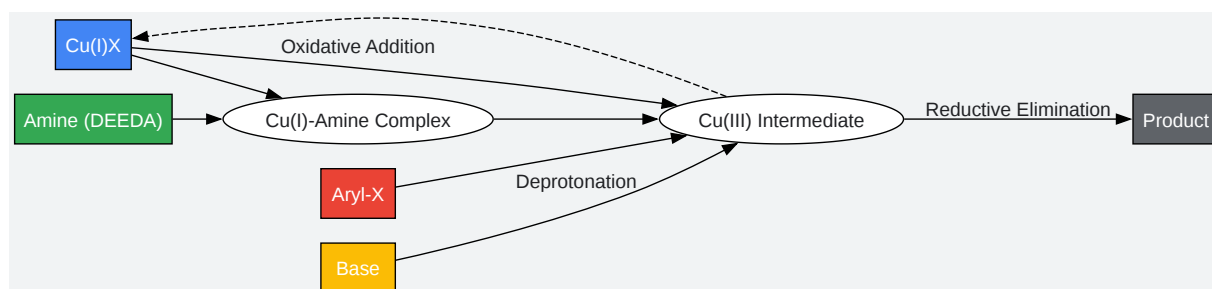 Cu(I)X
Oxidative Addition
Amine (DEEDA)
Cu(I)-Amine Complex
Cu(III) Intermediate
Reductive Elimination
Product
Aryl-X
Deprotonation
Base